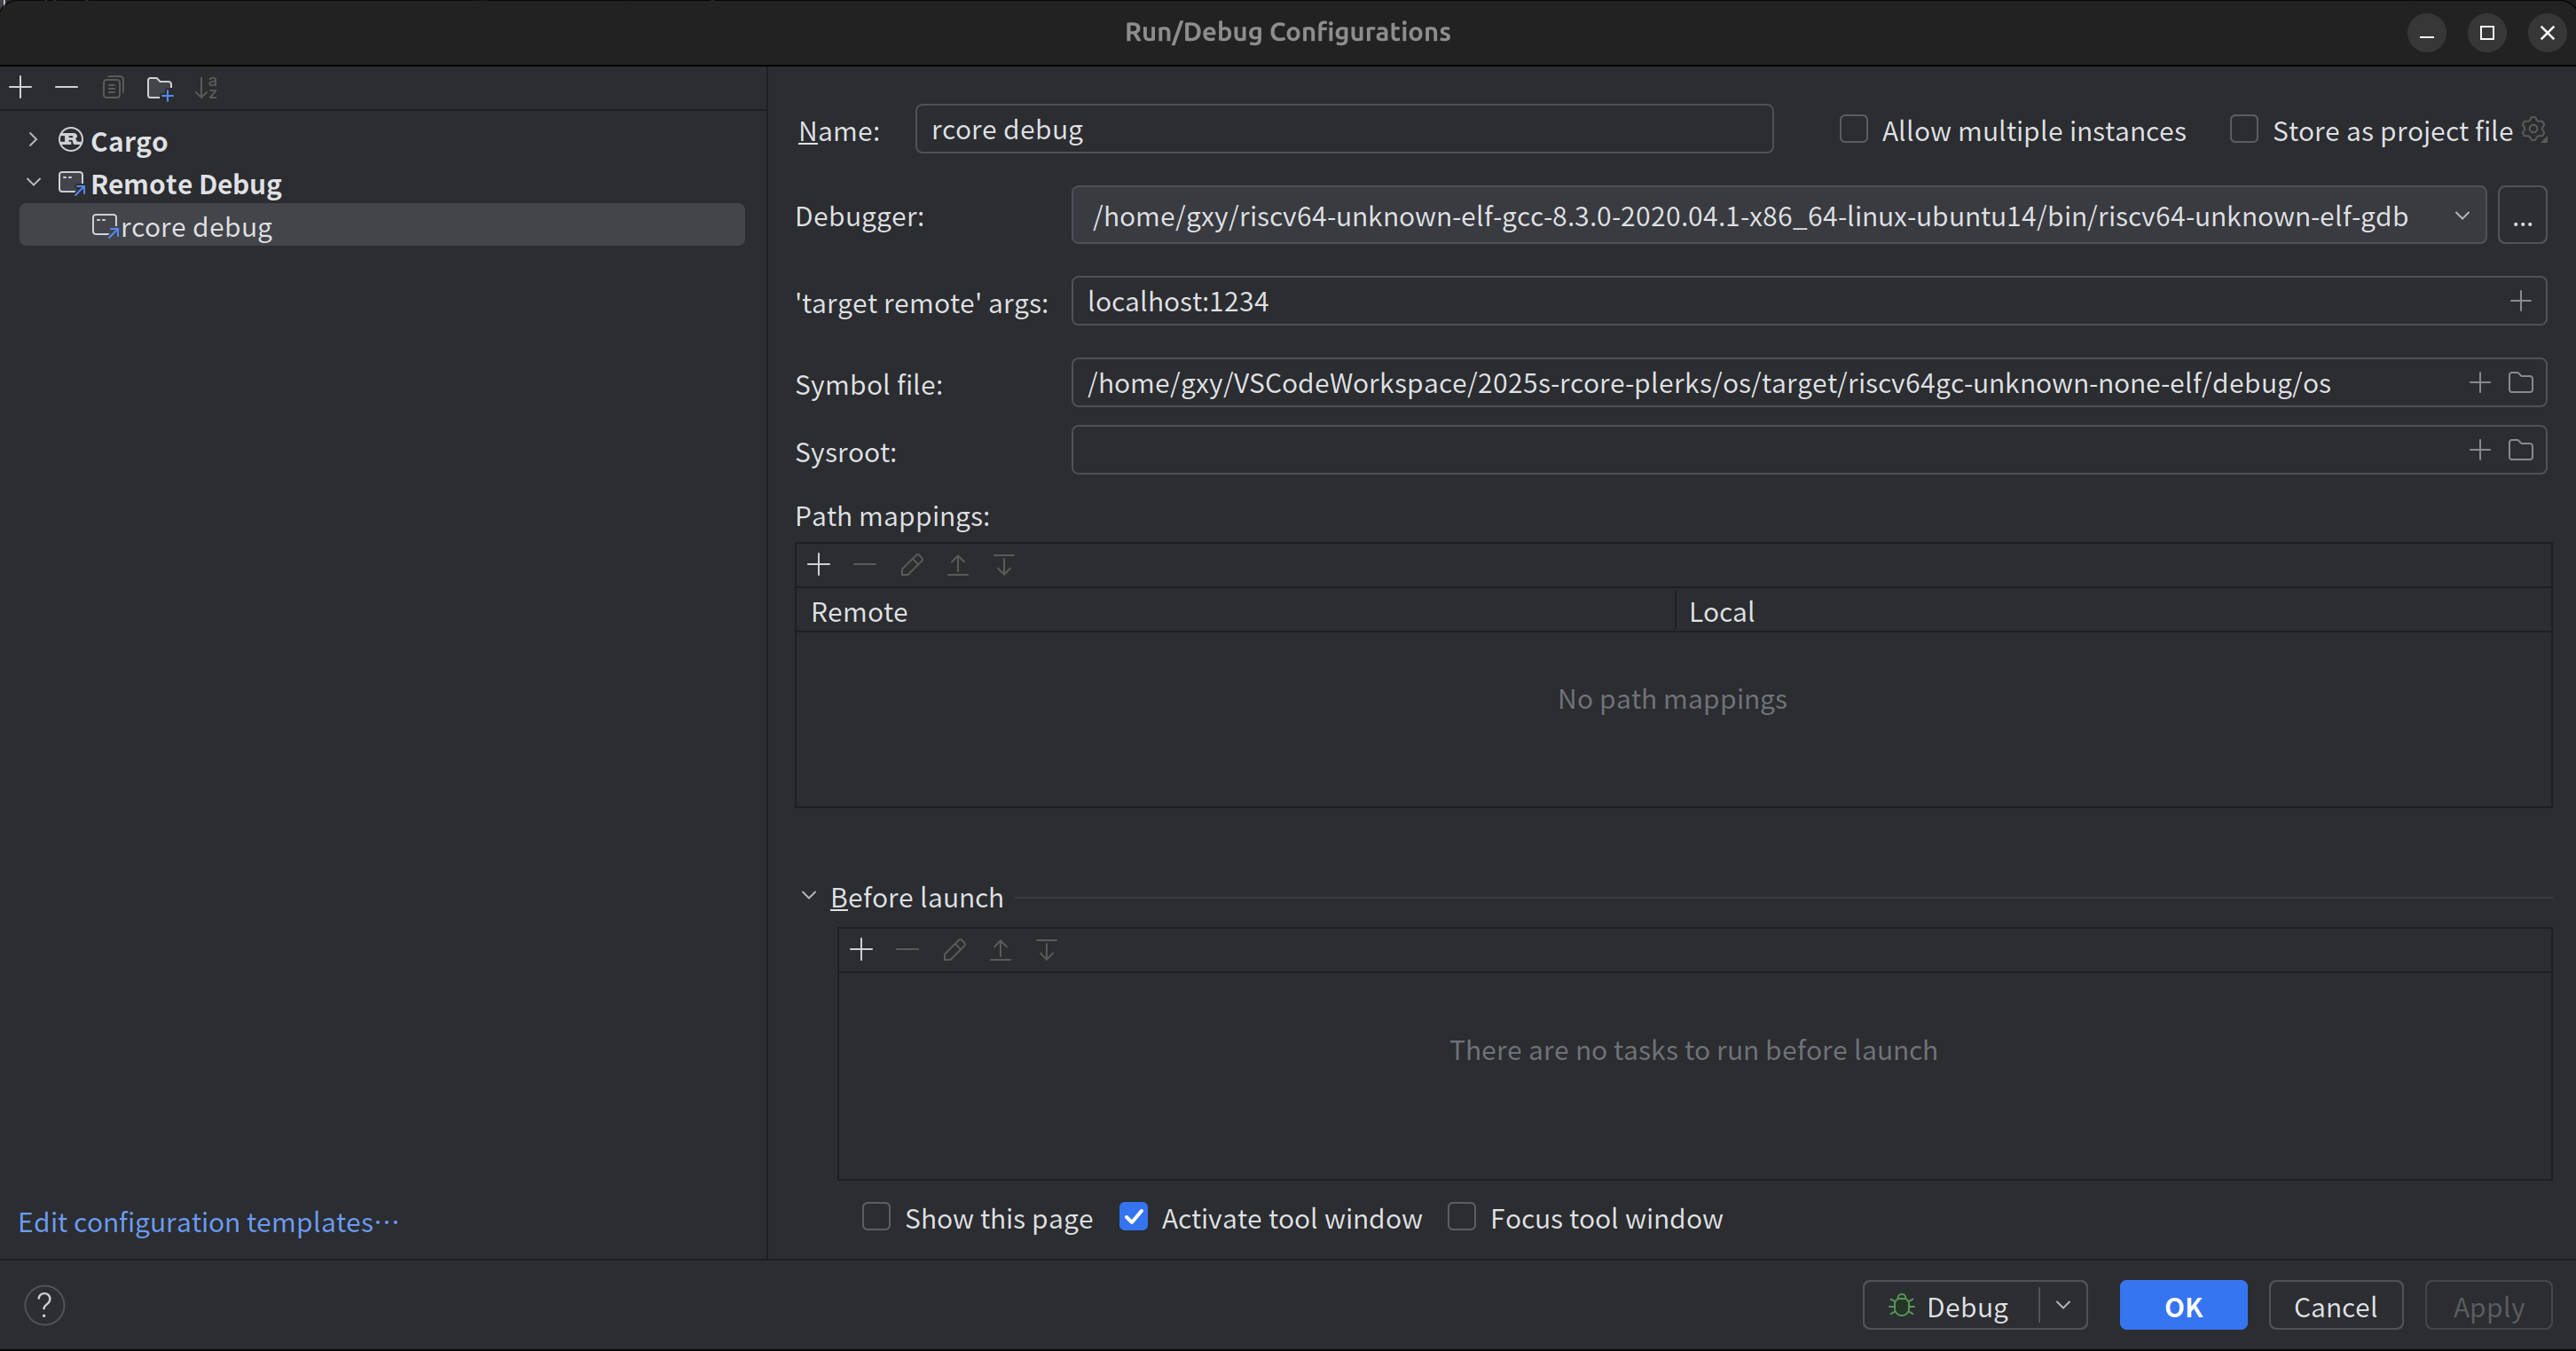 Run/Debug Configurations
Cargo
Remote Debug
rcore debug
Edit configuration templates...
Name: rcore debug
Allow multiple instances
Store as project file
Debugger: /home/gxy/riscv64-unknown-elf-gcc-8.3.0-2020.04.1-x86_64-linux-ubuntu14/bin/riscv64-unknown-elf-gdb ...
'target remote' args: localhost:1234
Symbol file: /home/gxy/VSCodeWorkspace/2025s-rcore-plerks/os/target/riscv64gc-unknown-none-elf/debug/os
Sysroot:
Path mappings:
Remote Local
No path mappings
Before launch
There are no tasks to run before launch
Show this page Activate tool window Focus tool window
? Debug OK Cancel Apply